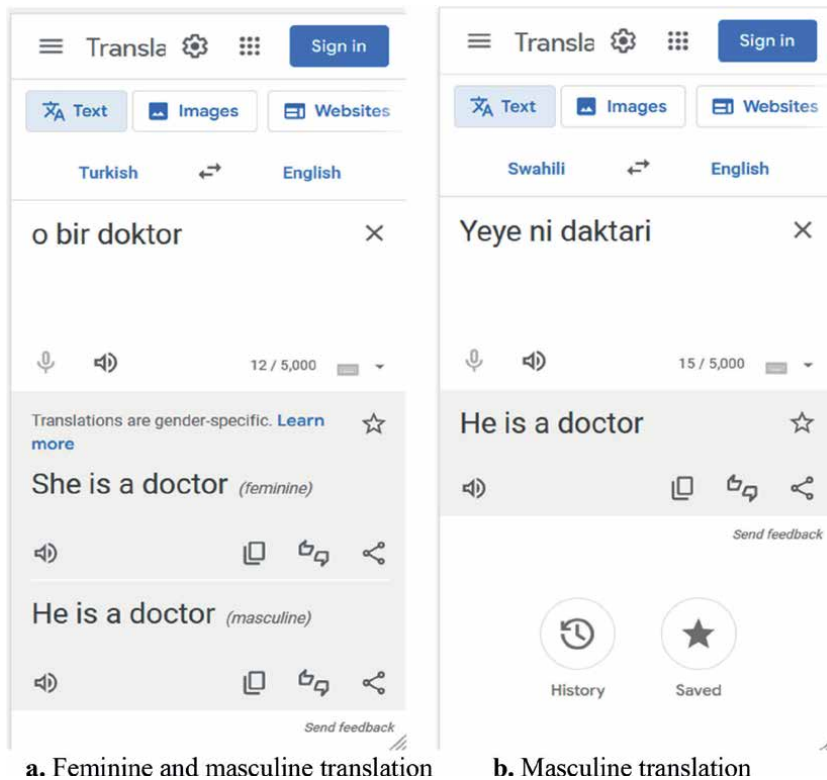 Transla
Sign in
Text
Images
Websites
Turkish
English
o bir doktor
12 / 5,000
Translations are gender-specific. Learn
more
She is a doctor (feminine)
He is a doctor (masculine)
Send feedback
a. Feminine and masculine translation
Transla
Sign in
Text
Images
Websites
Swahili
English
Yeye ni daktari
15 / 5,000
He is a doctor
Send feedback
History
Saved
b. Masculine translation